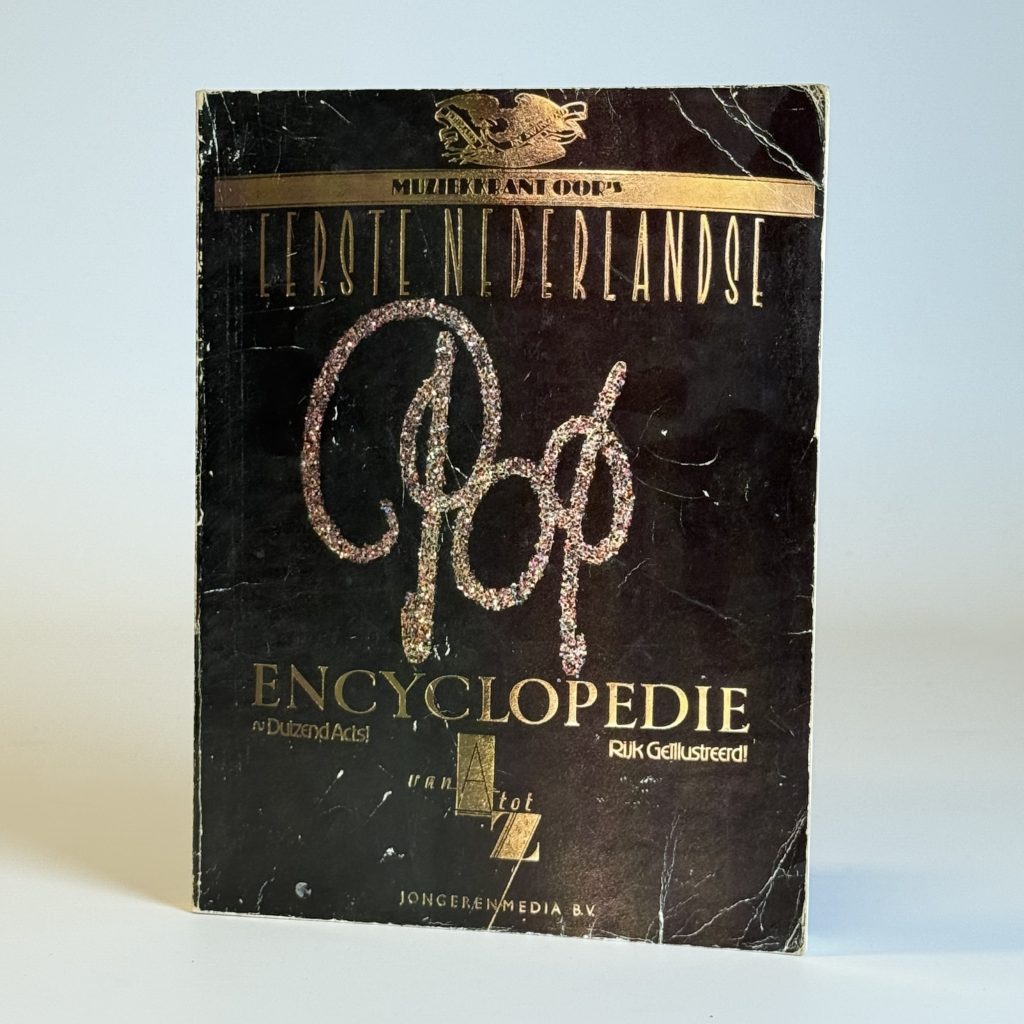 MUZIEKKRANT OOR's
EERSTE NEDERLANDSE
Pop
ENCYCLOPEDIE
~ Duizend Acts!
Rijk Geïllustreerd!
van A
tot
Z
JONGERENMEDIA B.V.